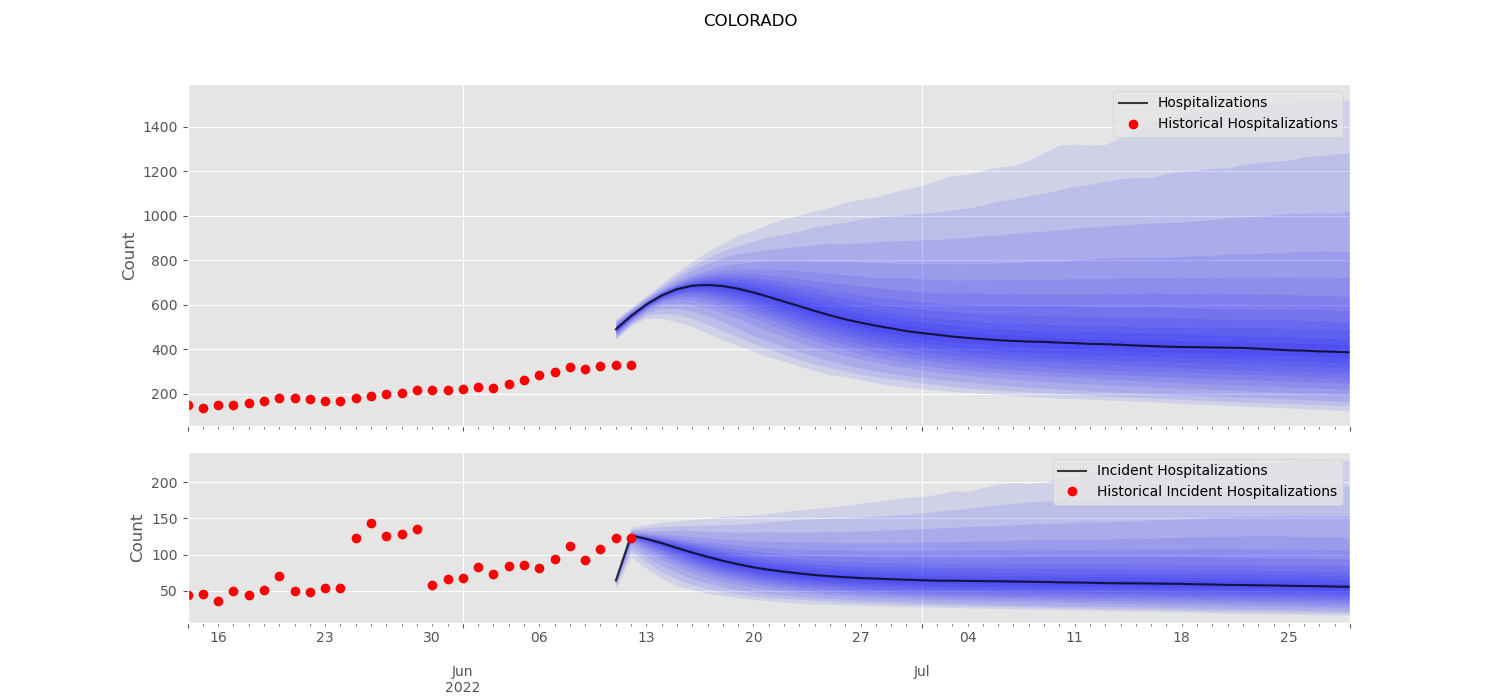 COLORADO
Hospitalizations
Historical Hospitalizations
Count
1400
1200
1000
800
600
400
200
Incident Hospitalizations
Historical Incident Hospitalizations
Count
200
150
100
50
16 23 30 06 13 20 27 04 11 18 25
Jun Jul
2022